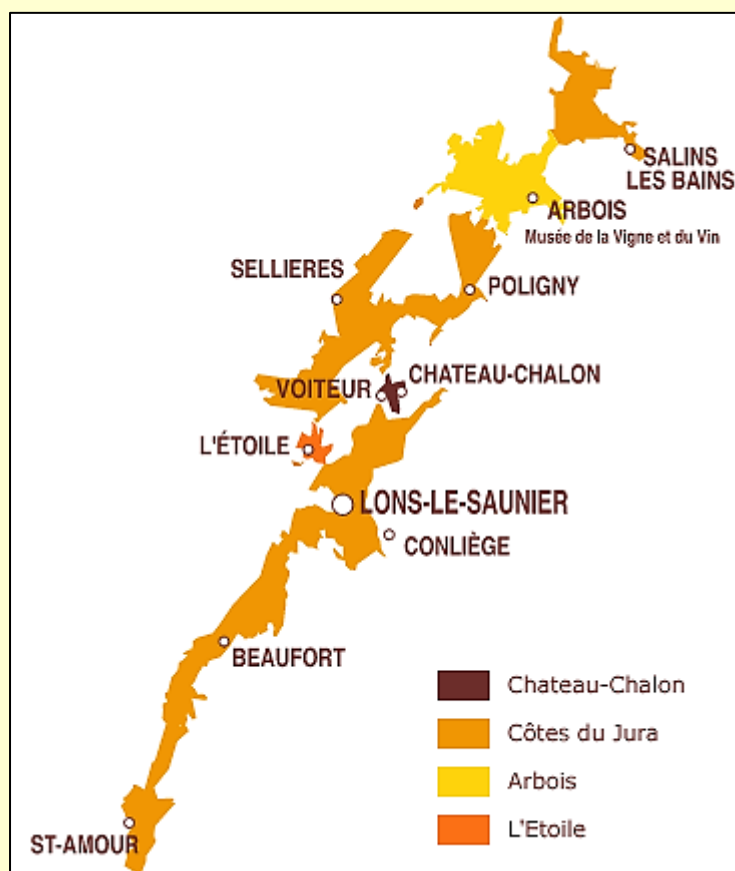 SALINS
LES BAINS
ARBOIS
Musée de la Vigne et du Vin
SELLIERES
POLIGNY
CHATEAU-CHALON
VOITEUR
L'ÉTOILE
LONS-LE-SAUNIER
CONLIÈGE
BEAUFORT
ST-AMOUR
Chateau-Chalon
Côtes du Jura
Arbois
L'Etoile